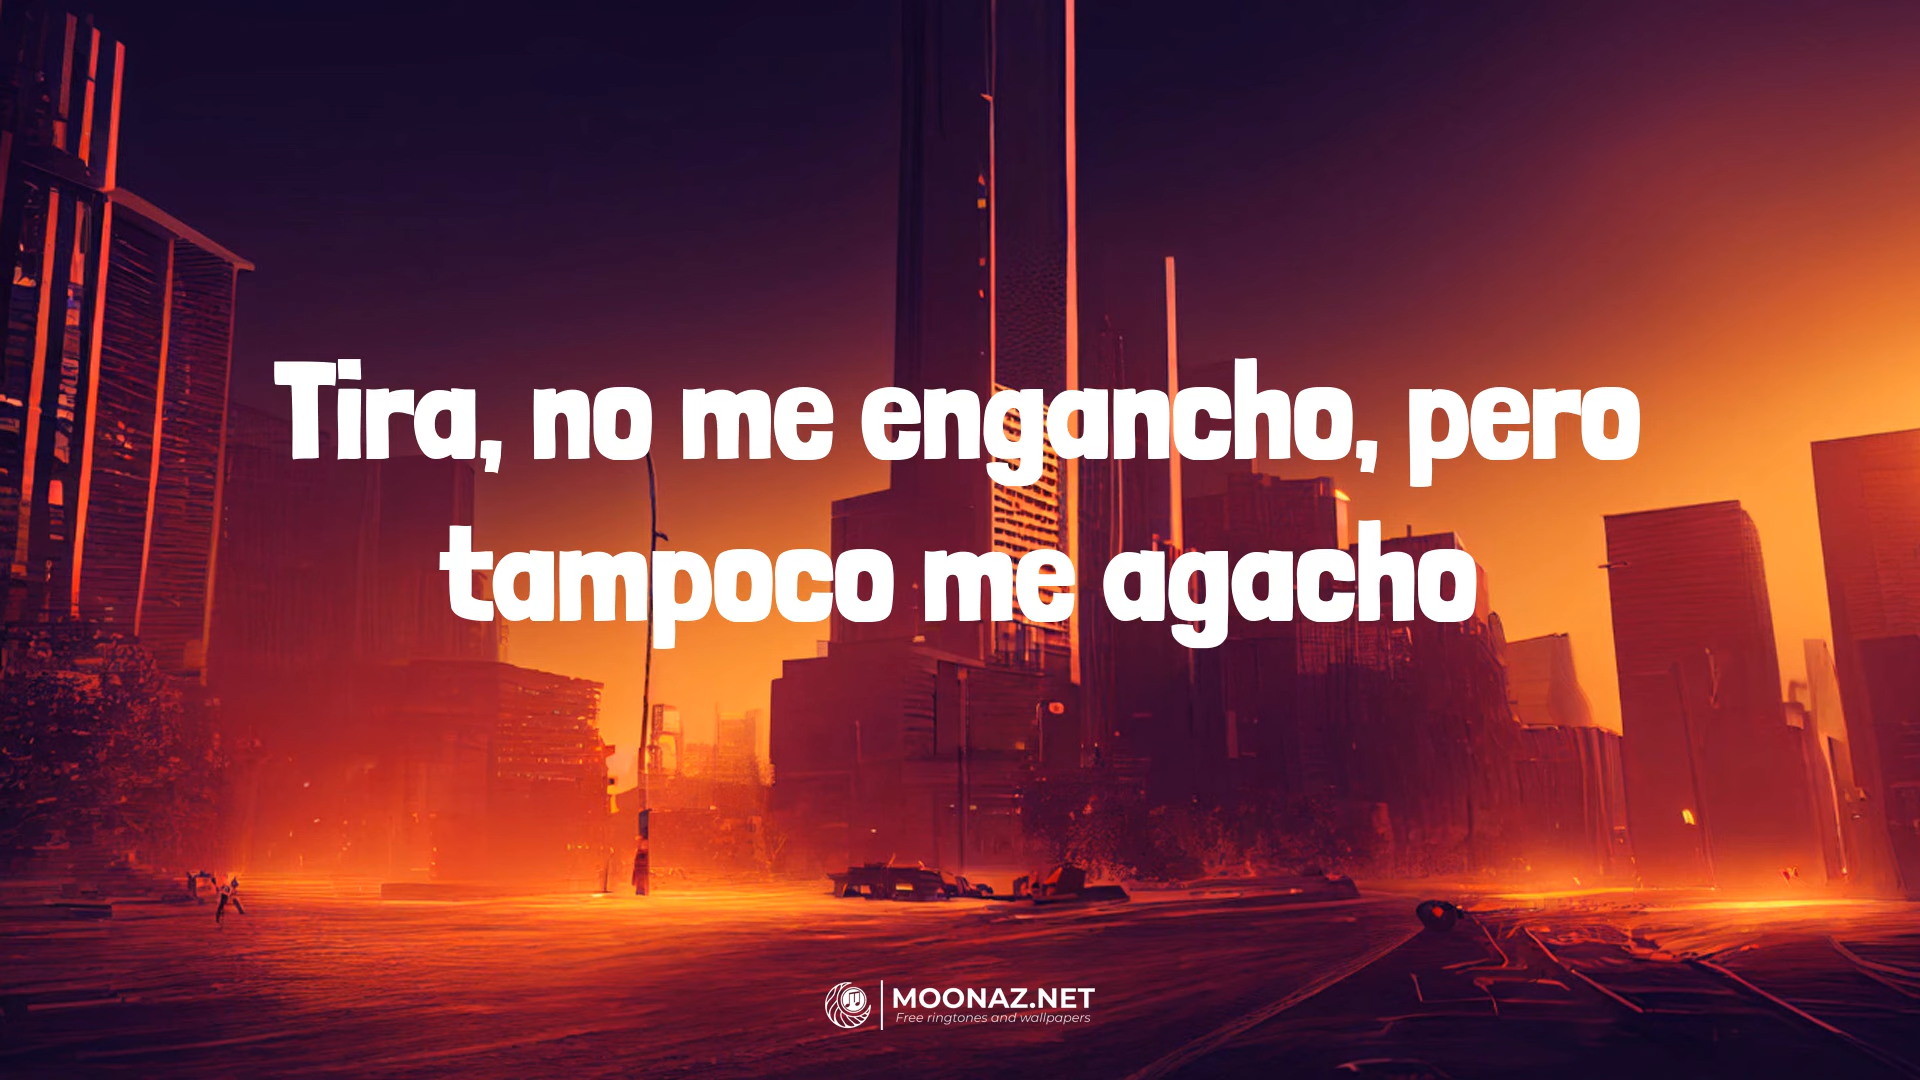 Tira, no me engancho, pero
tampoco me agacho
MOONAZ.NET
Free ringtones and wallpapers